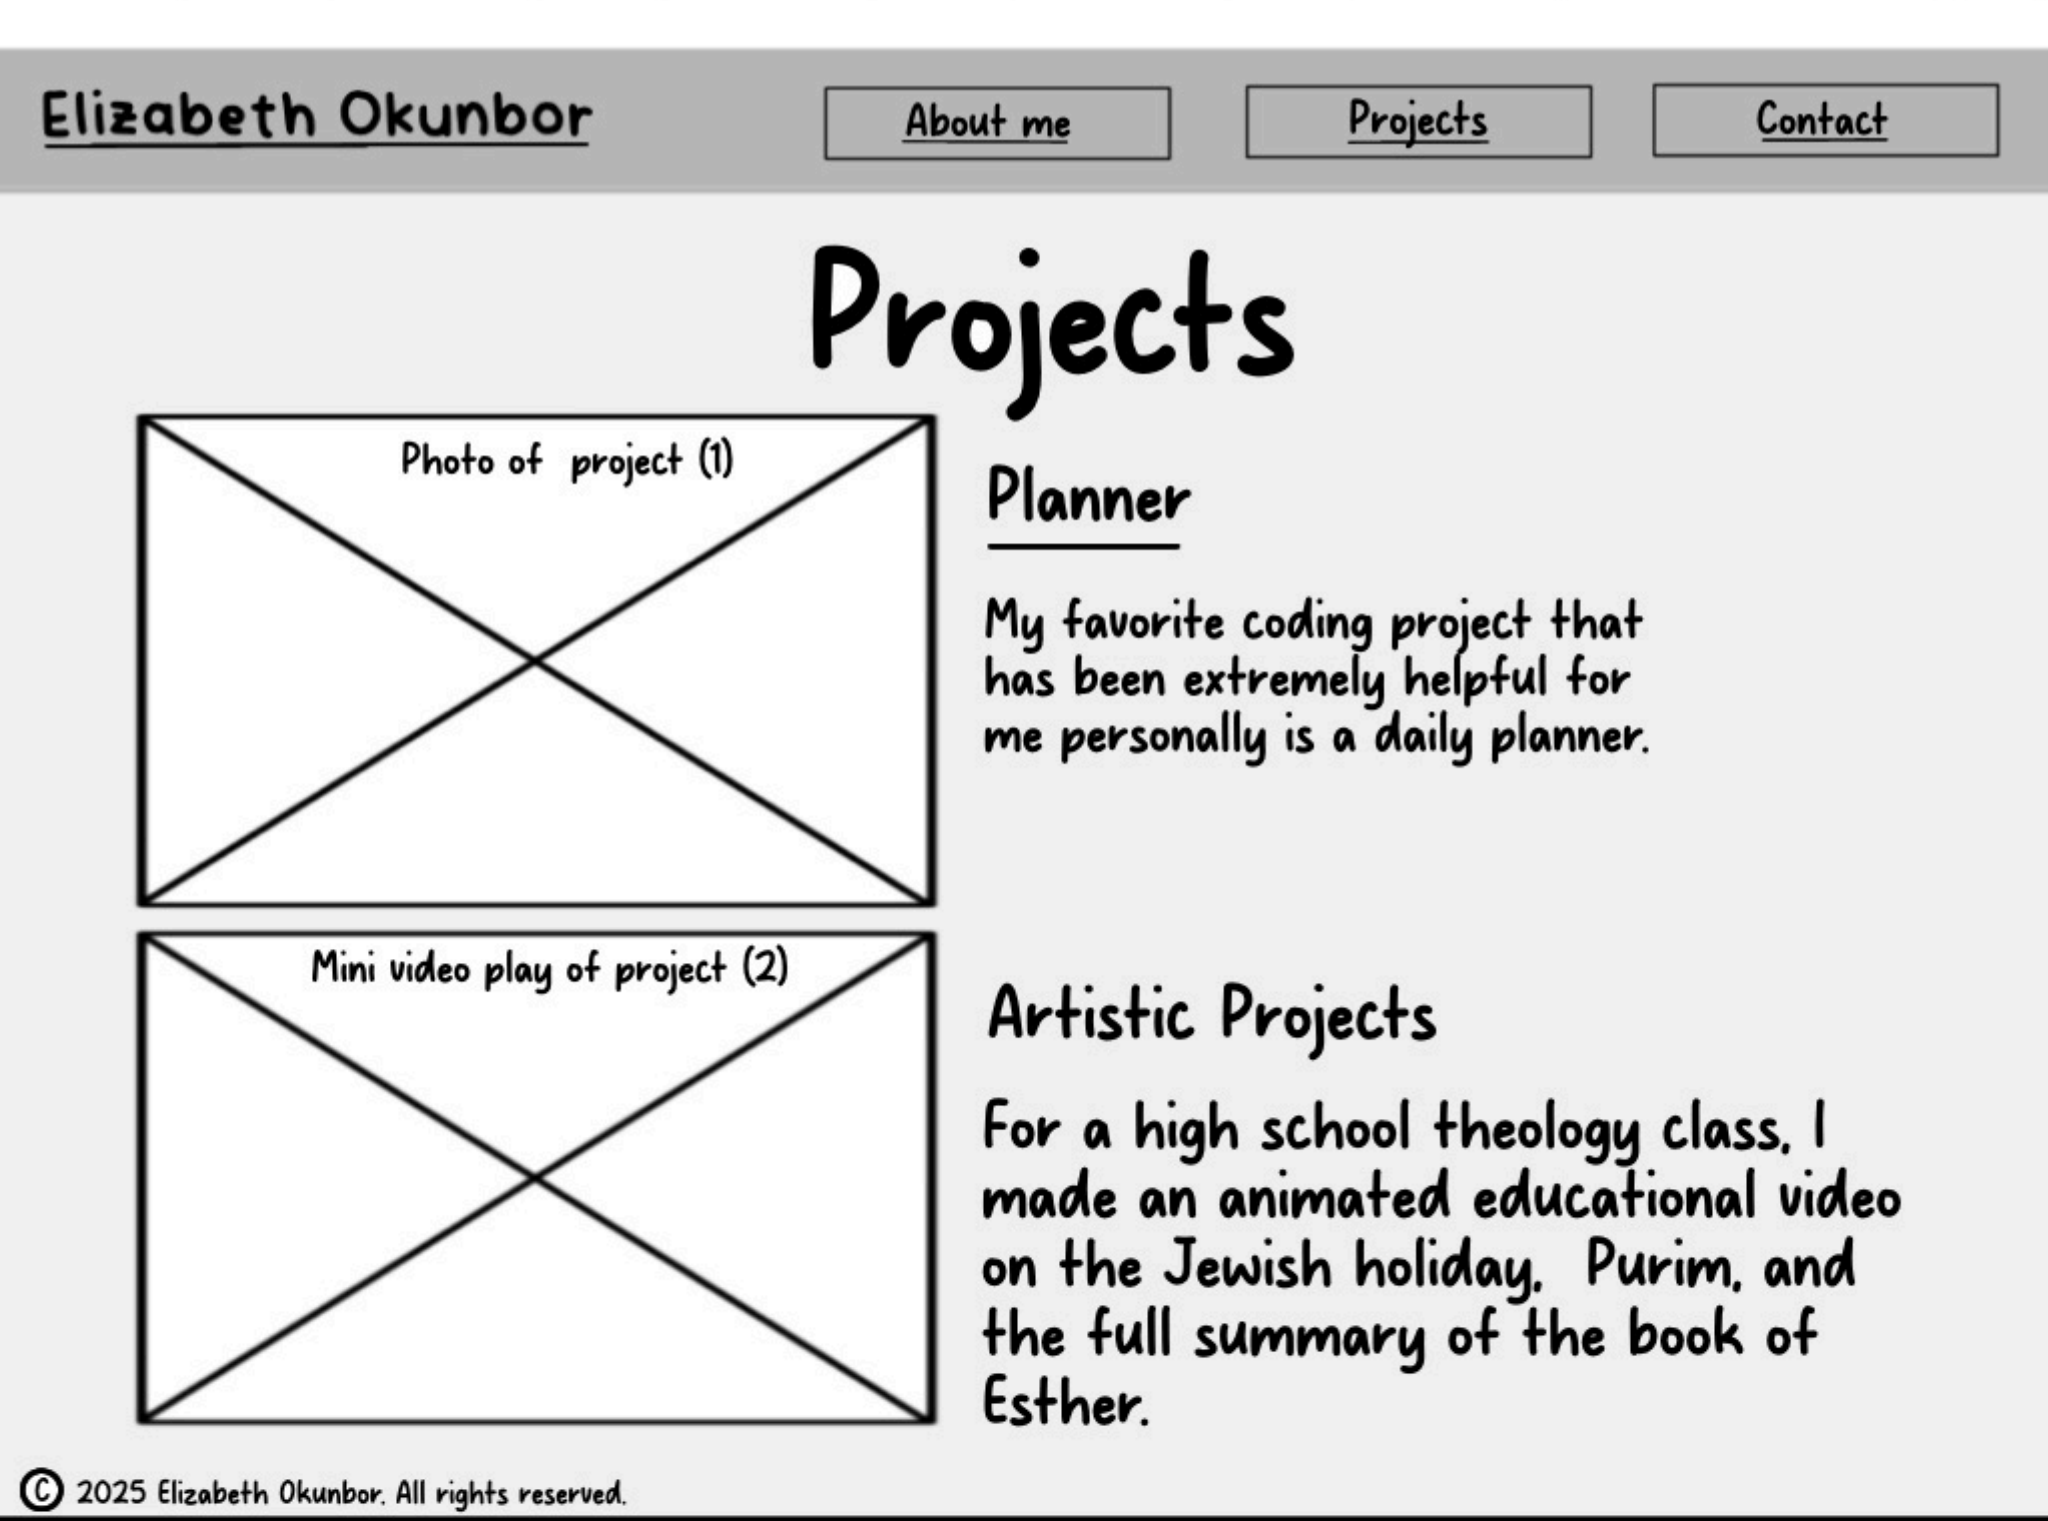 Elizabeth Okunbor
About me
Projects
Contact
Projects
Photo of project (1)
Planner
My favorite coding project that
has been extremely helpful for
me personally is a daily planner.
Mini video play of project (2)
Artistic Projects
For a high school theology class, I
made an animated educational video
on the Jewish holiday,  Purim, and
the full summary of the book of
Esther.
© 2025 Elizabeth Okunbor. All rights reserved.